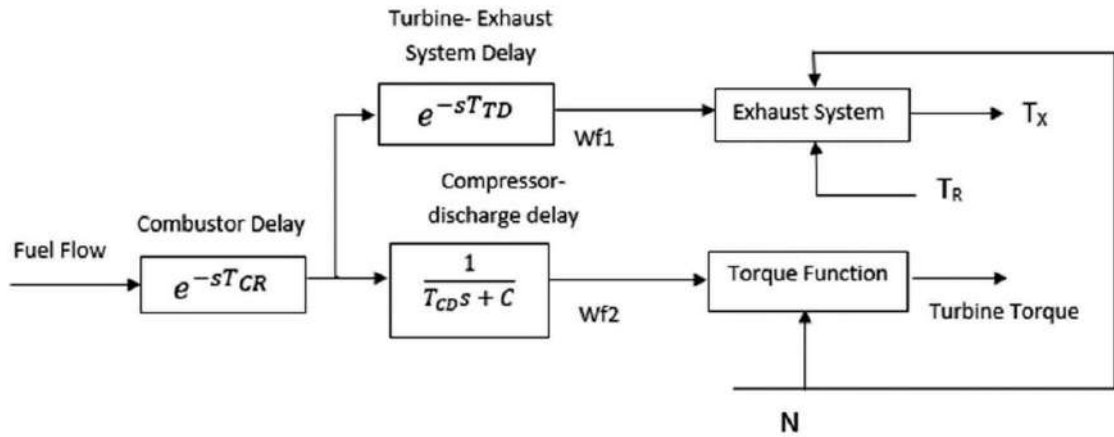 Turbine- Exhaust
System Delay
e^{-sT_{TD}}
Wf1
Exhaust System
T_X
T_R
Compressor-
discharge delay
Combustor Delay
Fuel Flow
e^{-sT_{CR}}
\frac{1}{T_{CD}s + C}
Wf2
Torque Function
Turbine Torque
N